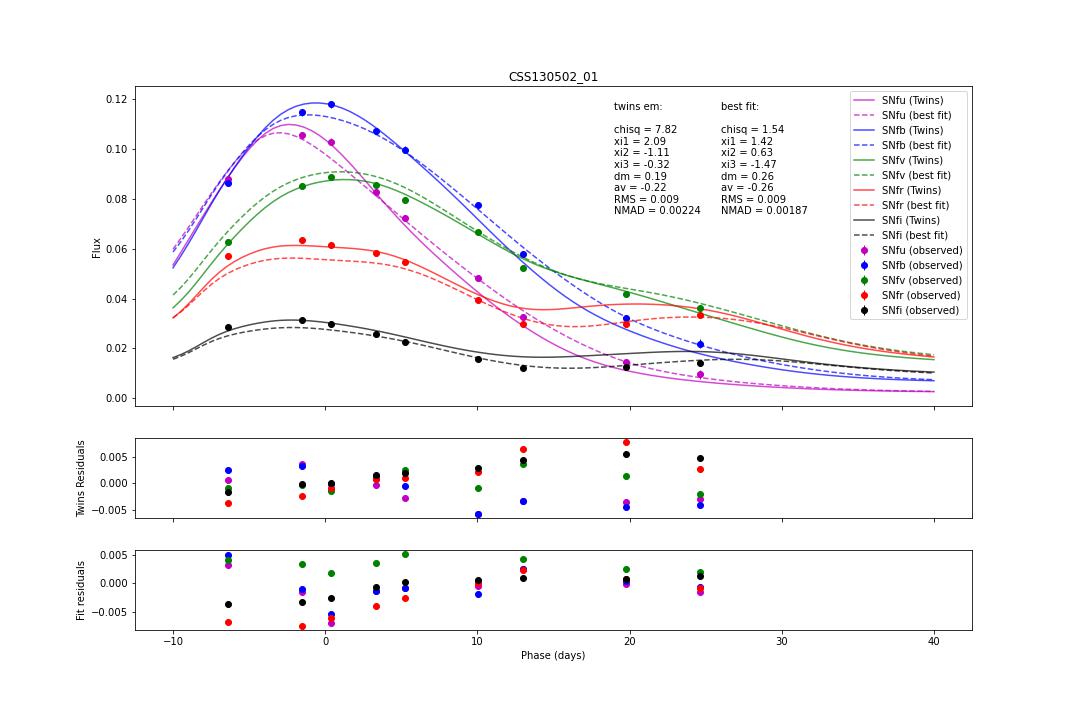 CSS130502_01
Flux
0.12
0.10
0.08
0.06
0.04
0.02
0.00
twins em:
chisq = 7.82
xi1 = 2.09
xi2 = -1.11
xi3 = -0.32
dm = 0.19
av = -0.22
RMS = 0.009
NMAD = 0.00224
best fit:
chisq = 1.54
xi1 = 1.42
xi2 = 0.63
xi3 = -1.47
dm = 0.26
av = -0.26
RMS = 0.009
NMAD = 0.00187
SNfu (Twins)
SNfu (best fit)
SNfb (Twins)
SNfb (best fit)
SNfv (Twins)
SNfv (best fit)
SNfr (Twins)
SNfr (best fit)
SNfi (Twins)
SNfi (best fit)
SNfu (observed)
SNfb (observed)
SNfv (observed)
SNfr (observed)
SNfi (observed)
Twins Residuals
0.005
0.000
−0.005
Fit residuals
0.005
0.000
−0.005
−10
0
10
20
30
40
Phase (days)